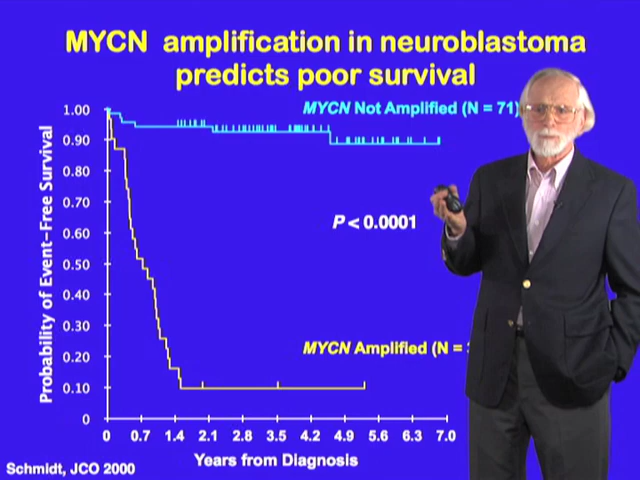 MYCN amplification in neuroblastoma
predicts poor survival
MYCN Not Amplified (N = 71)
P < 0.0001
MYCN Amplified (N =
Probability of Event-Free Survival
1.00
0.90
0.80
0.70
0.60
0.50
0.40
0.30
0.20
0.10
0
0 0.7 1.4 2.1 2.8 3.5 4.2 4.9 5.6 6.3 7.0
Years from Diagnosis
Schmidt, JCO 2000